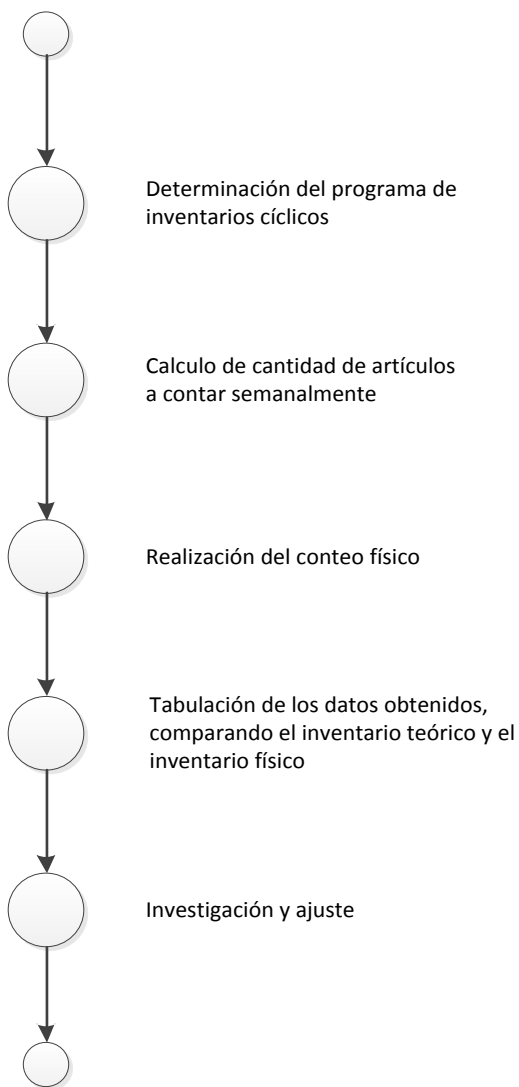 Determinación del programa de
inventarios cíclicos
Calculo de cantidad de artículos
a contar semanalmente
Realización del conteo físico
Tabulación de los datos obtenidos,
comparando el inventario teórico y el
inventario físico
Investigación y ajuste